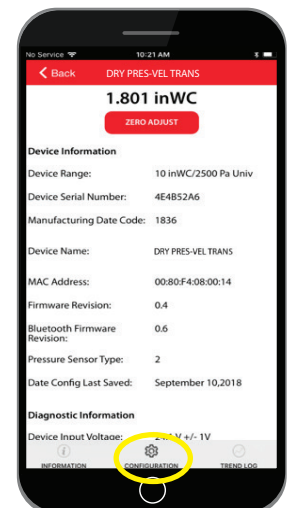 No Service 10:21 AM
Back DRY PRES-VEL TRANS
1.801 inWC
ZERO ADJUST
Device Information
Device Range: 10 inWC/2500 Pa Univ
Device Serial Number: 4E4B52A6
Manufacturing Date Code: 1836
Device Name: DRY PRES-VEL TRANS
MAC Address: 00:80:F4:08:00:14
Firmware Revision: 0.4
Bluetooth Firmware Revision: 0.6
Pressure Sensor Type: 2
Date Config Last Saved: September 10,2018
Diagnostic Information
Device Input Voltage: V +/- 1V
INFORMATION CONFIGURATION TREND LOG